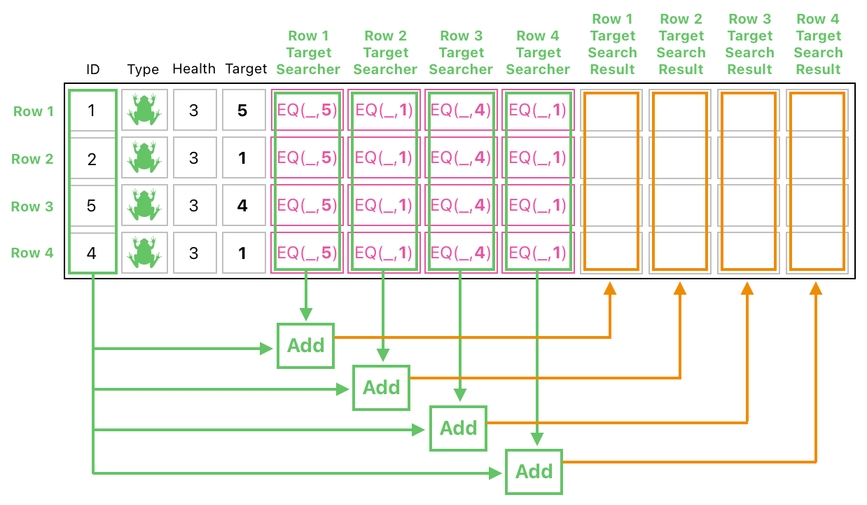 Row 1 Row 2 Row 3 Row 4
Row 1 Row 2 Row 3 Row 4 Target Target Target Target
Target Target Target Target Search Search Search Search
ID Type Health Target Searcher Searcher Searcher Searcher Result Result Result Result
Row 1 1 3 5 EQ(_,5) EQ(_,1) EQ(_,4) EQ(_,1)
Row 2 2 3 1 EQ(_,5) EQ(_,1) EQ(_,4) EQ(_,1)
Row 3 5 3 4 EQ(_,5) EQ(_,1) EQ(_,4) EQ(_,1)
Row 4 4 3 1 EQ(_,5) EQ(_,1) EQ(_,4) EQ(_,1)
Add
Add
Add
Add